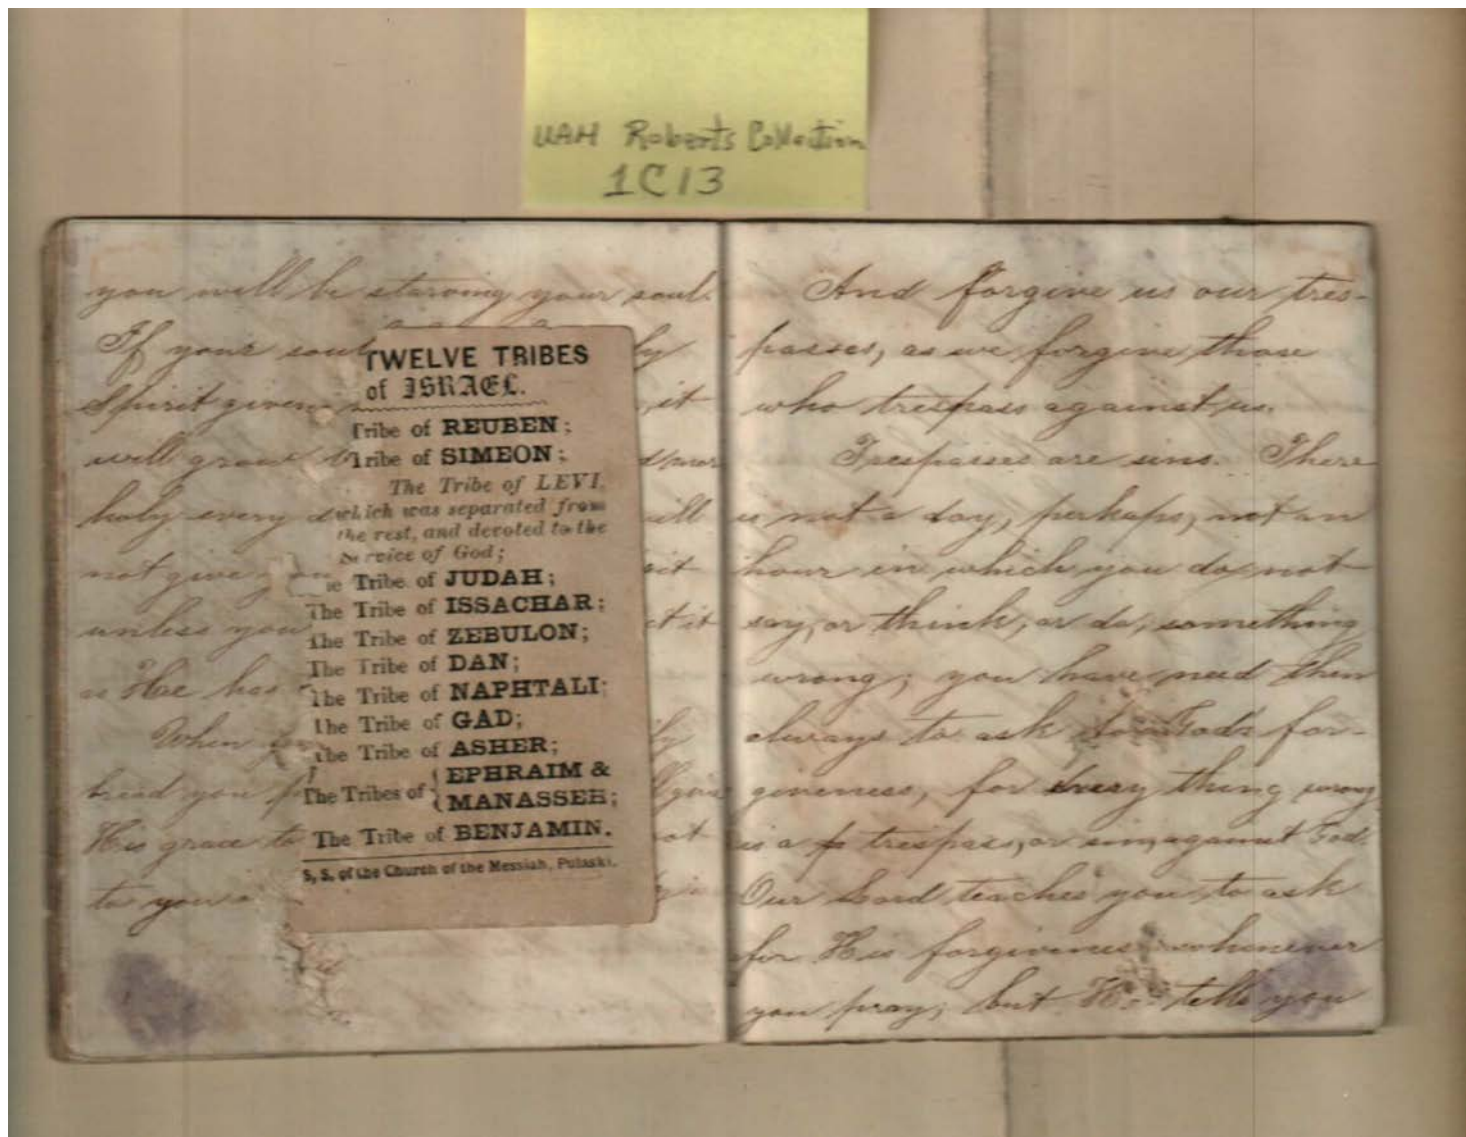 UAH Roberts Collection
1C13
you will be starving your soul.
If your soul by
Spirit given it
will grow
holy every will
not give
unless you it
as He has
When
bread you
His grace to not
to you
TWELVE TRIBES
of ISRAEL.
Tribe of REUBEN;
Tribe of SIMEON;
The Tribe of LEVI,
which was separated from
the rest, and devoted to the
Service of God;
Tribe of JUDAH;
The Tribe of ISSACHAR;
The Tribe of ZEBULON;
The Tribe of DAN;
The Tribe of NAPHTALI;
The Tribe of GAD;
The Tribe of ASHER;
The Tribes of { EPHRAIM &
MANASSEH;
The Tribe of BENJAMIN.
S, S. of the Church of the Messiah, Pulaski.
And forgive us our tres-
passes, as we forgive those
who trespass against us.
Trespasses are sins. There
is not a day, perhaps, not an
hour in which you do not
say, or think, or do, something
wrong; you have need then
always to ask God's for-
giveness, for every thing wrong
is a trespass, or sin, against God.
Our Lord teaches you to ask
for His forgiveness whenever
you pray; but He tells you